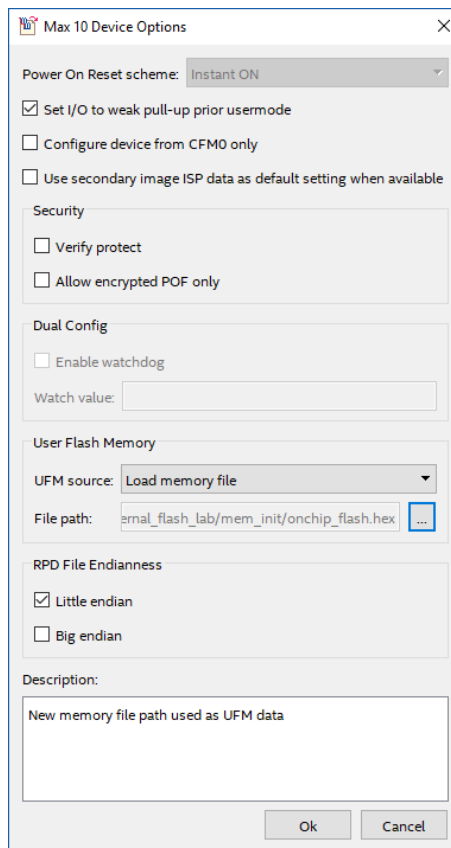 Max 10 Device Options
Power On Reset scheme: Instant ON
Set I/O to weak pull-up prior usermode
Configure device from CFM0 only
Use secondary image ISP data as default setting when available
Security
Verify protect
Allow encrypted POF only
Dual Config
Enable watchdog
Watch value:
User Flash Memory
UFM source: Load memory file
File path: ernal_flash_lab/mem_init/onchip_flash.hex ...
RPD File Endianness
Little endian
Big endian
Description:
New memory file path used as UFM data
Ok Cancel